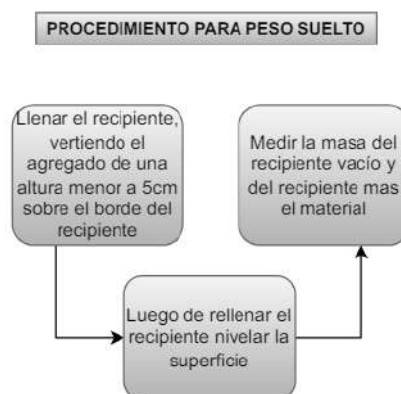 PROCEDIMIENTO PARA PESO SUELTO
Llenar el recipiente,
vertiendo el
agregado de una
altura menor a 5cm
sobre el borde del
recipiente
Luego de rellenar el
recipiente nivelar la
superficie
Medir la masa del
recipiente vacío y
del recipiente mas
el material